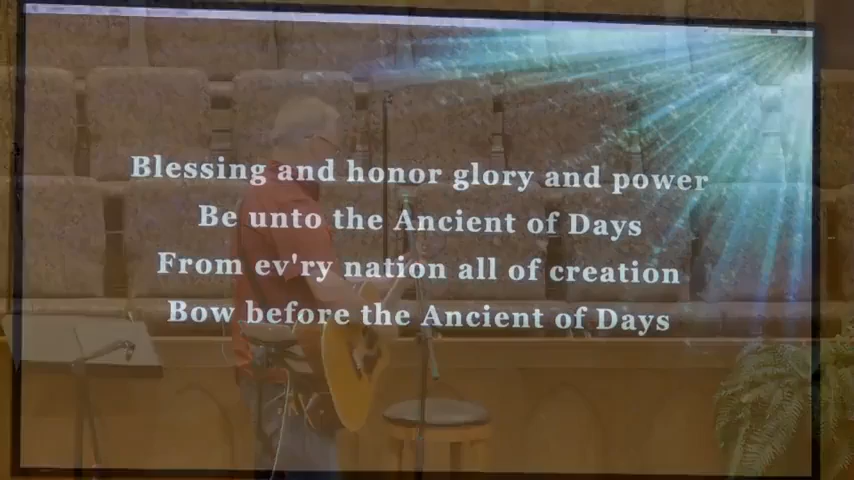 Blessing and honor glory and power
Be unto the Ancient of Days
From ev'ry nation all of creation
Bow before the Ancient of Days